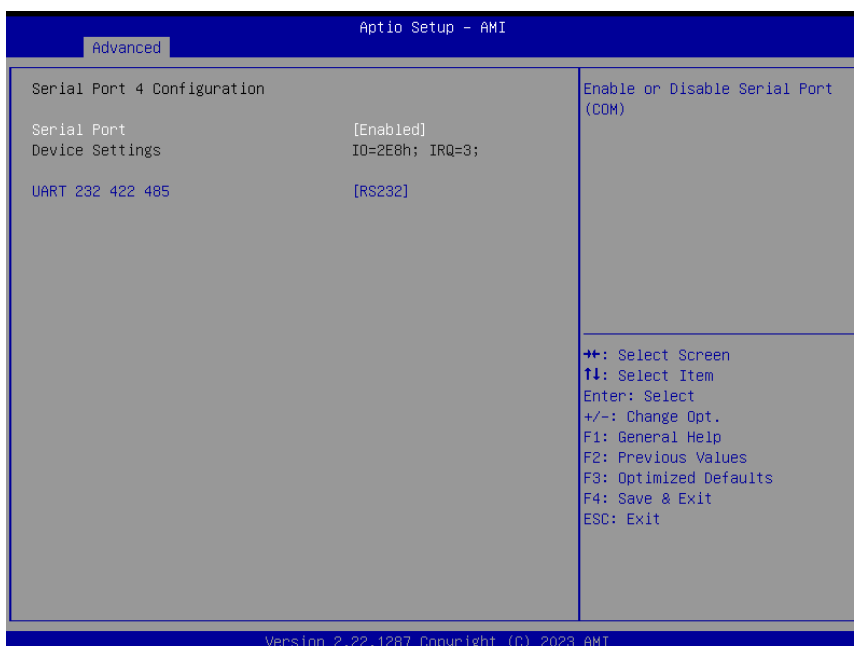 Aptio Setup – AMI
Advanced
Serial Port 4 Configuration
Serial Port [Enabled]
Device Settings IO=2E8h; IRQ=3;
UART 232 422 485 [RS232]
Enable or Disable Serial Port
(COM)
→←: Select Screen
↑↓: Select Item
Enter: Select
+/-: Change Opt.
F1: General Help
F2: Previous Values
F3: Optimized Defaults
F4: Save & Exit
ESC: Exit
Version 2.22.1287 Copyright (C) 2023 AMI